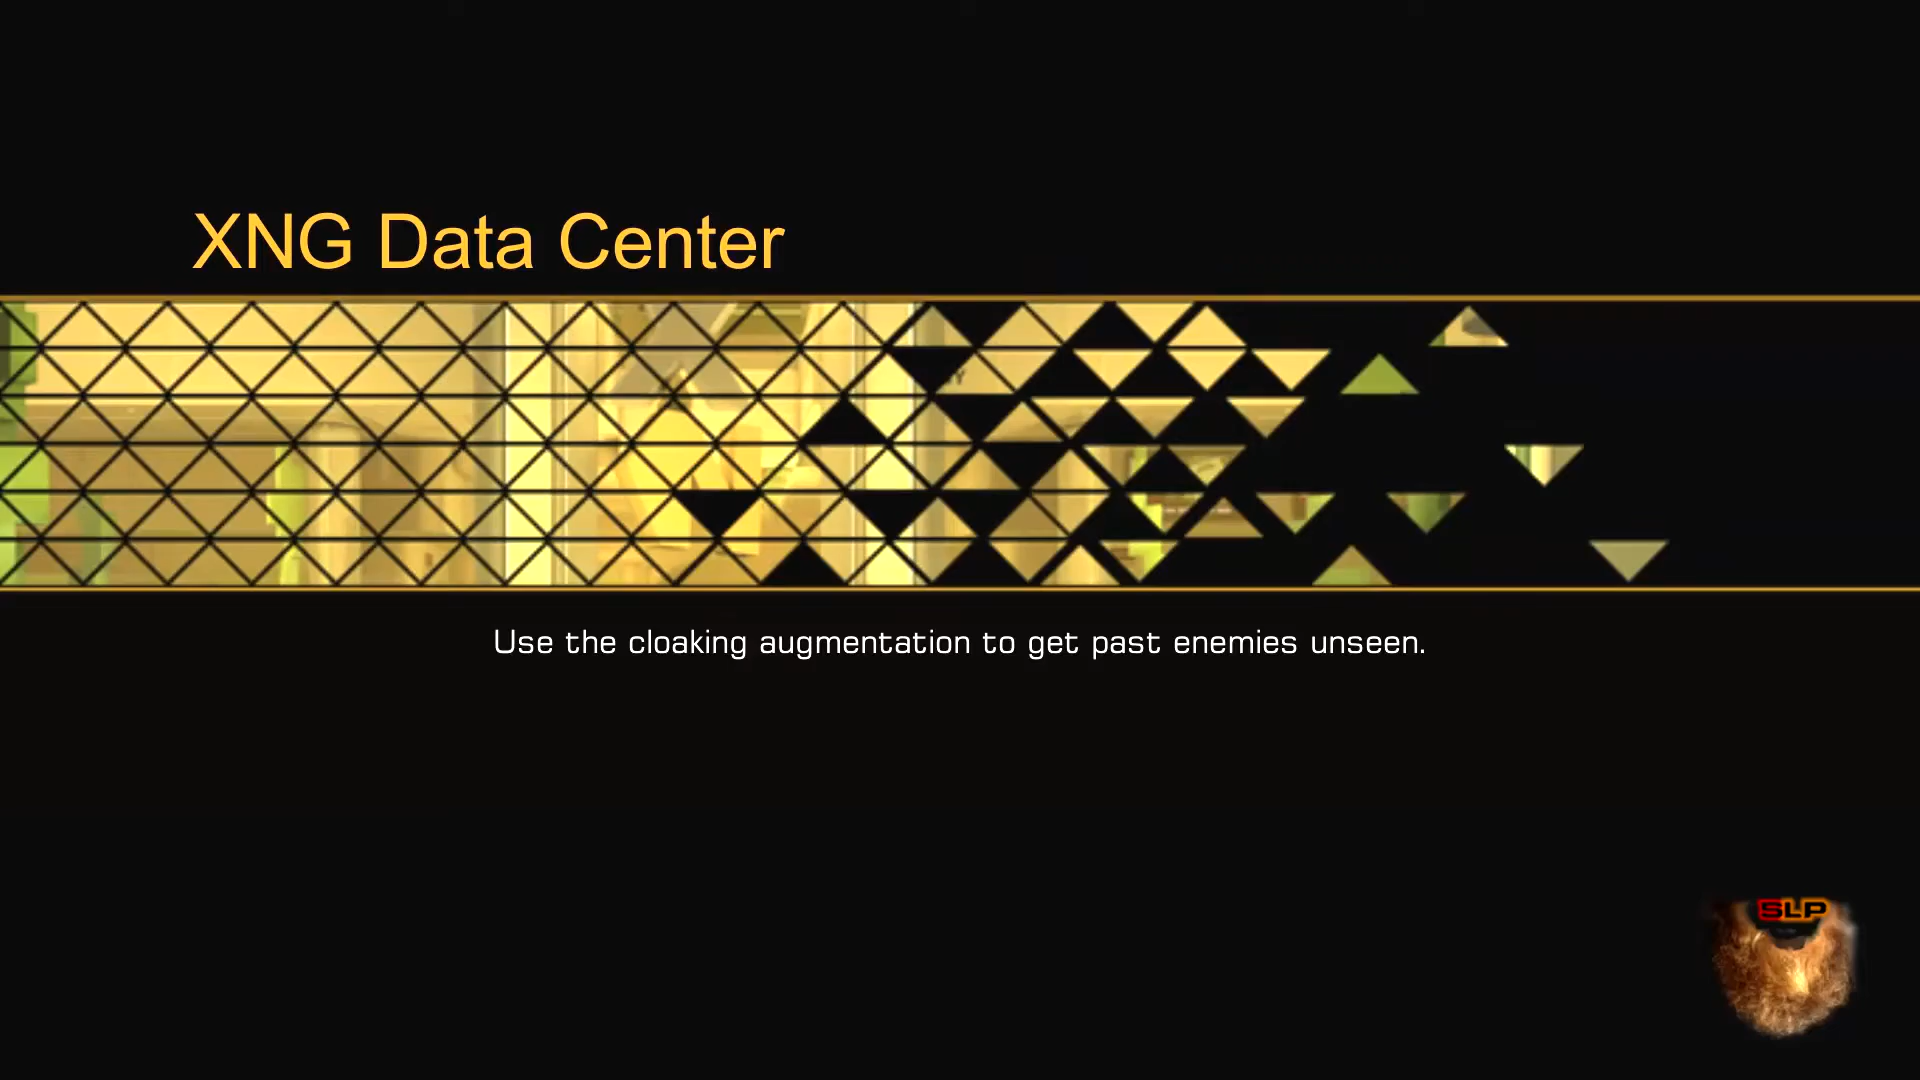 XNG Data Center
Use the cloaking augmentation to get past enemies unseen.
SLP